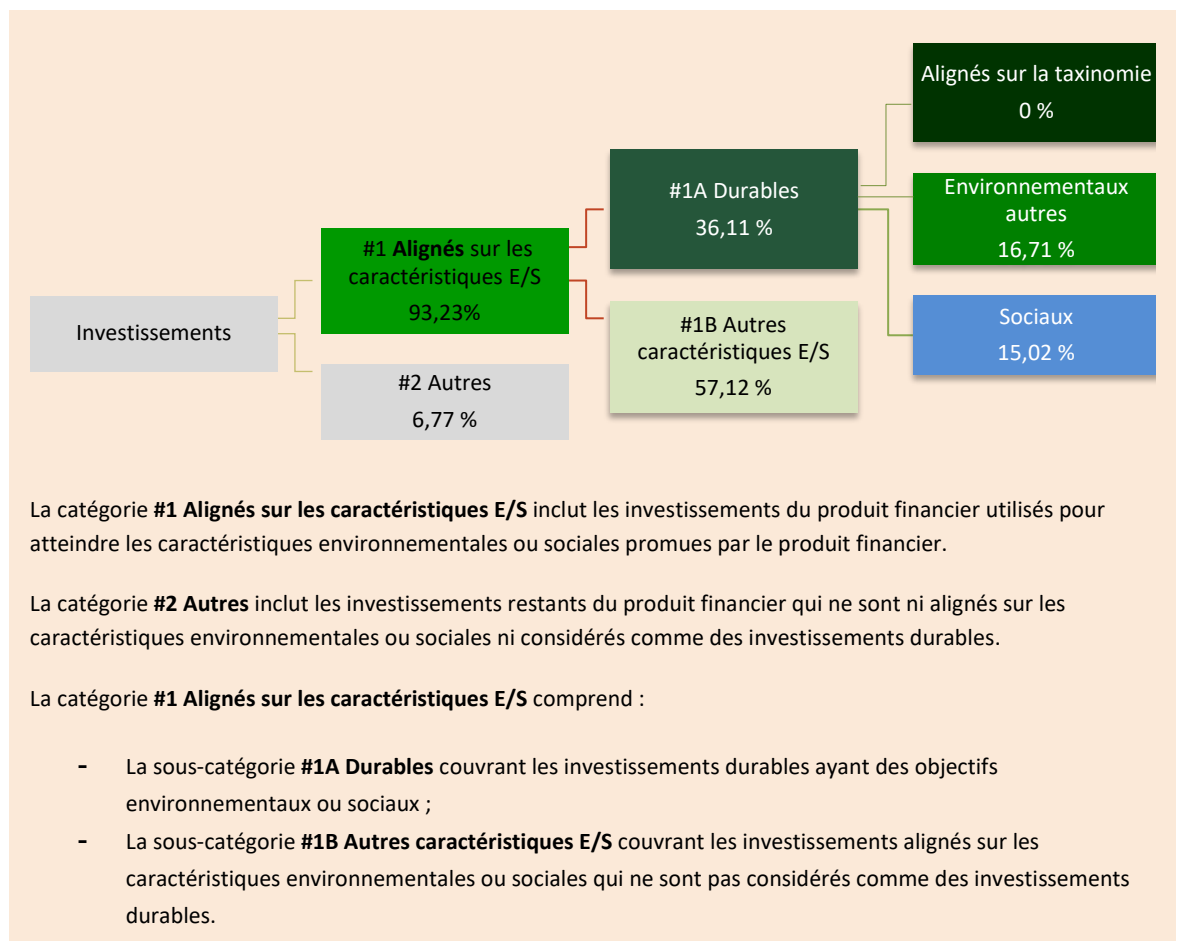 Investissements
#1 Alignés sur les
caractéristiques E/S
93,23%
#2 Autres
6,77 %
#1A Durables
36,11 %
#1B Autres
caractéristiques E/S
57,12 %
Alignés sur la taxinomie
0 %
Environnementaux
autres
16,71 %
Sociaux
15,02 %
La catégorie #1 Alignés sur les caractéristiques E/S inclut les investissements du produit financier utilisés pour
atteindre les caractéristiques environnementales ou sociales promues par le produit financier.
La catégorie #2 Autres inclut les investissements restants du produit financier qui ne sont ni alignés sur les
caractéristiques environnementales ou sociales ni considérés comme des investissements durables.
La catégorie #1 Alignés sur les caractéristiques E/S comprend :
- La sous-catégorie #1A Durables couvrant les investissements durables ayant des objectifs
environnementaux ou sociaux ;
- La sous-catégorie #1B Autres caractéristiques E/S couvrant les investissements alignés sur les
caractéristiques environnementales ou sociales qui ne sont pas considérés comme des investissements
durables.